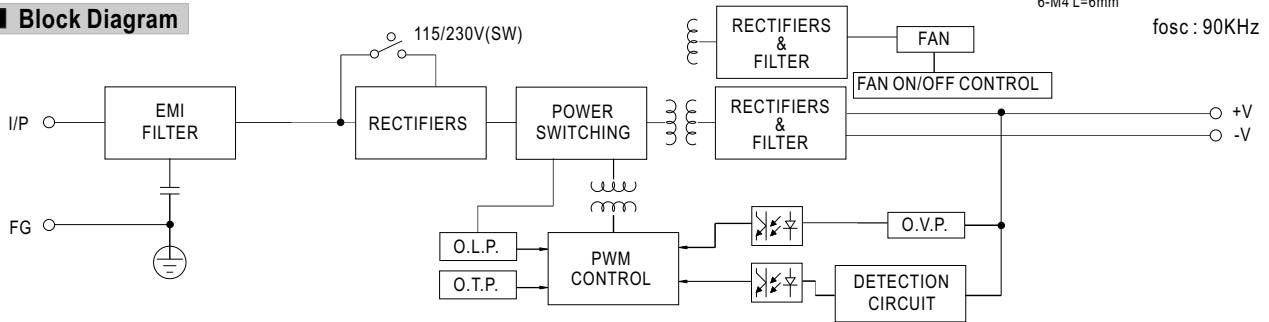 6-M4 L=6mm
Block Diagram
fosc : 90KHz
115/230V(SW)
RECTIFIERS
&
FILTER
FAN
FAN ON/OFF CONTROL
I/P
EMI
FILTER
RECTIFIERS
POWER
SWITCHING
RECTIFIERS
&
FILTER
+V
-V
FG
O.L.P.
O.T.P.
PWM
CONTROL
O.V.P.
DETECTION
CIRCUIT